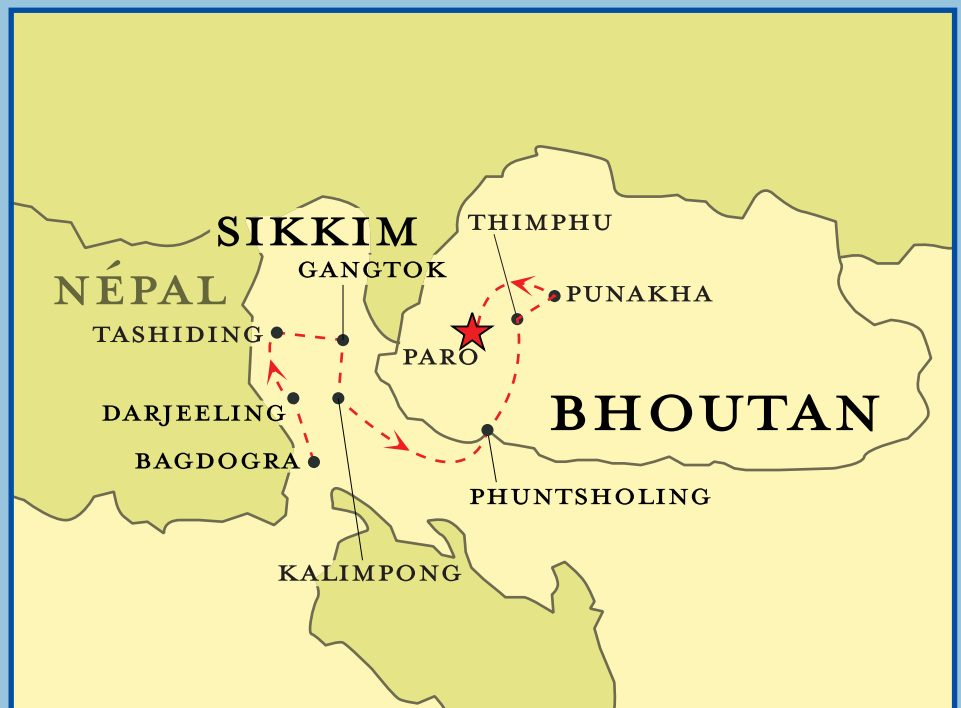 THIMPHU
SIKKIM
GANGTOK
NÉPAL
PUNAKHA
TASHIDING
PARO
DARJEELING
BHOUTAN
BAGDOGRA
PHUNTSHOLING
KALIMPONG